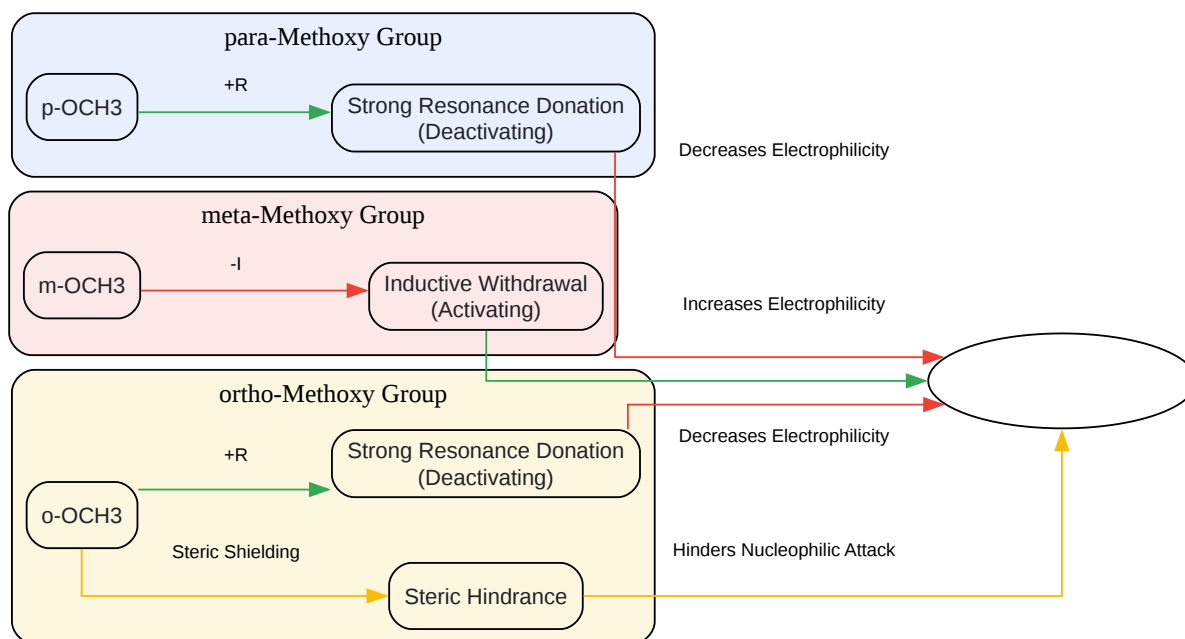 para-Methoxy Group
p-OCH3
+R
Strong Resonance Donation
(Deactivating)
Decreases Electrophilicity
meta-Methoxy Group
m-OCH3
-I
Inductive Withdrawal
(Activating)
Increases Electrophilicity
ortho-Methoxy Group
+R
Strong Resonance Donation
(Deactivating)
Decreases Electrophilicity
o-OCH3
Steric Shielding
Steric Hindrance
Hinders Nucleophilic Attack